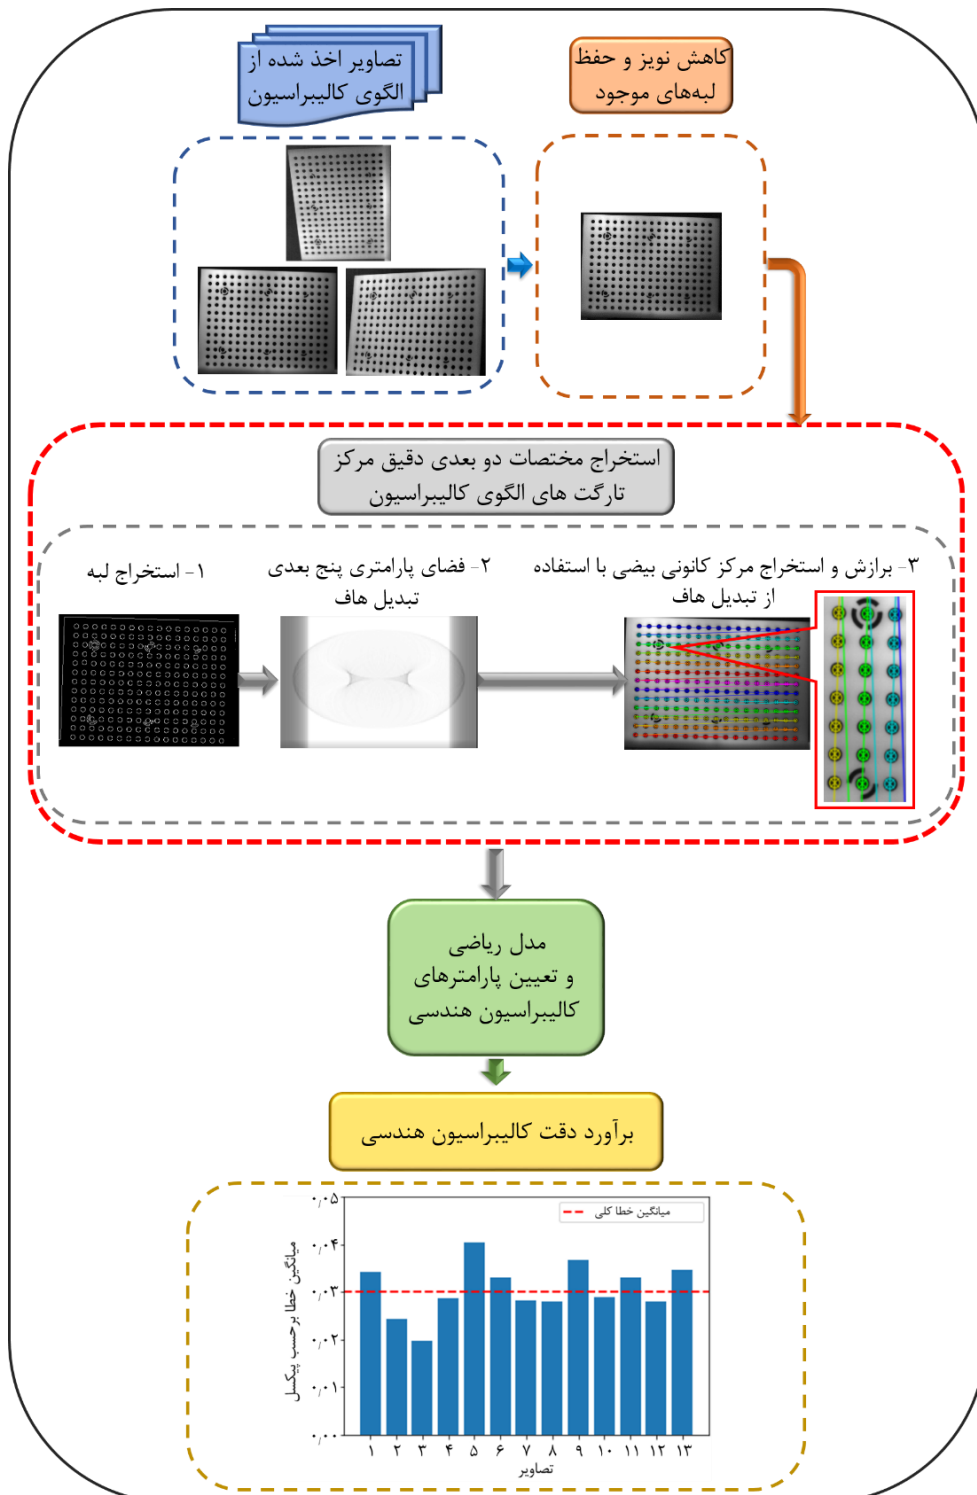 تصاویر اخذ شده از
الگوی کالیبراسیون
کاهش نویز و حفظ
لبه‌های موجود
استخراج مختصات دو بعدی دقیق مرکز
تارگت های الگوی کالیبراسیون
۱- استخراج لبه
۲- فضای پارامتری پنج بعدی
تبدیل هاف
۳- برازش و استخراج مرکز کانونی بیضی با استفاده
از تبدیل هاف
مدل ریاضی
و تعیین پارامترهای
کالیبراسیون هندسی
برآورد دقت کالیبراسیون هندسی
میانگین خطا کلی
میانگین خطا برحسب پیکسل
۰٫۰۵
۰٫۰۴
۰٫۰۳
۰٫۰۲
۰٫۰۱
۰٫۰۰
۱ ۲ ۳ ۴ ۵ ۶ ۷ ۸ ۹ ۱۰ ۱۱ ۱۲ ۱۳
تصاویر